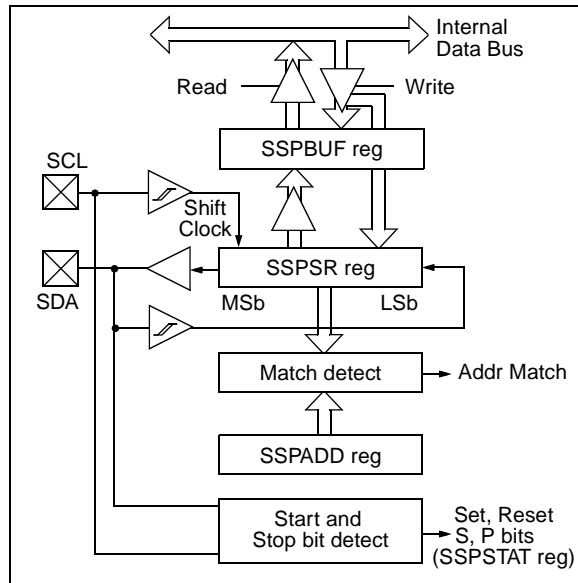 Internal
Data Bus
Read
Write
SSPBUF reg
SCL
Shift
Clock
SSPSR reg
SDA
MSb
LSb
Match detect
Addr Match
SSPADD reg
Start and
Stop bit detect
Set, Reset
S, P bits
(SSPSTAT reg)